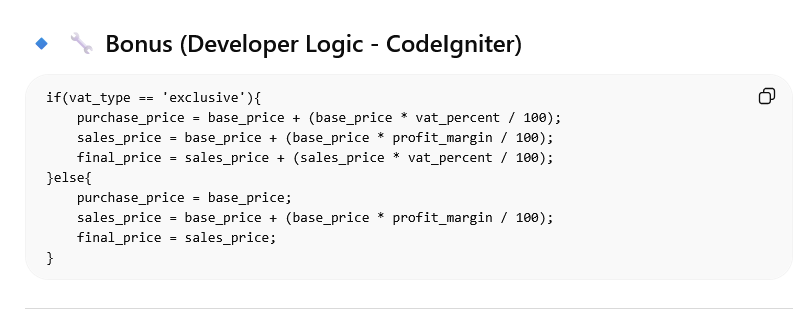 Bonus (Developer Logic - CodeIgniter)
if(vat_type == 'exclusive'){
    purchase_price = base_price + (base_price * vat_percent / 100);
    sales_price = base_price + (base_price * profit_margin / 100);
    final_price = sales_price + (sales_price * vat_percent / 100);
}else{
    purchase_price = base_price;
    sales_price = base_price + (base_price * profit_margin / 100);
    final_price = sales_price;
}